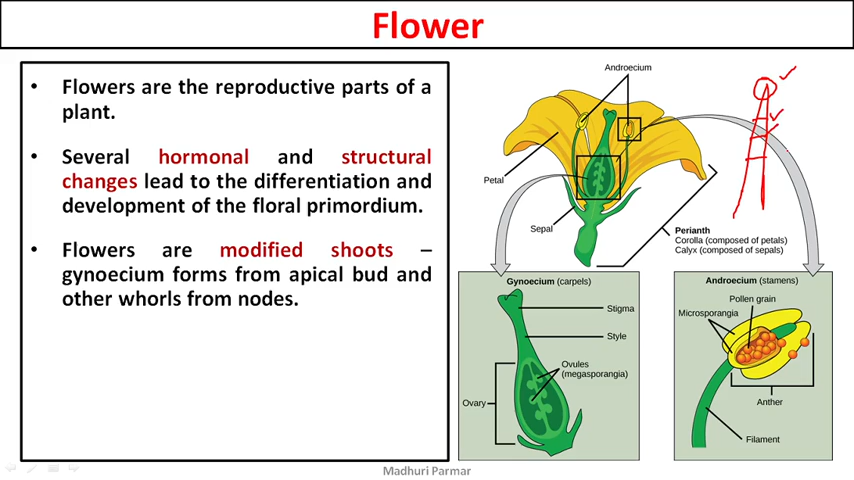 Flower
• Flowers are the reproductive parts of a
plant.
• Several hormonal and structural
changes lead to the differentiation and
development of the floral primordium.
• Flowers are modified shoots –
gynoecium forms from apical bud and
other whorls from nodes.
Androecium
Petal
Sepal
Perianth
Corolla (composed of petals)
Calyx (composed of sepals)
Gynoecium (carpels)
Stigma
Style
Ovules
(megasporangia)
Ovary
Androecium (stamens)
Pollen grain
Microsporangia
Anther
Filament
Madhuri Parmar